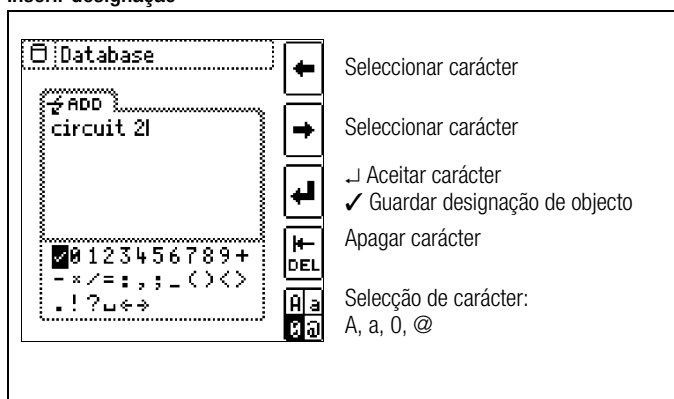 Inserir designação
Database
ADD
circuit 2
Seleccionar carácter
Seleccionar carácter
↵ Aceitar carácter
✓ Guardar designação de objecto
Apagar carácter
DEL
Selecção de carácter:
A, a, 0, @
A a
0 @
✓0123456789+
-×/=:,;_()<>
.!?␣←→